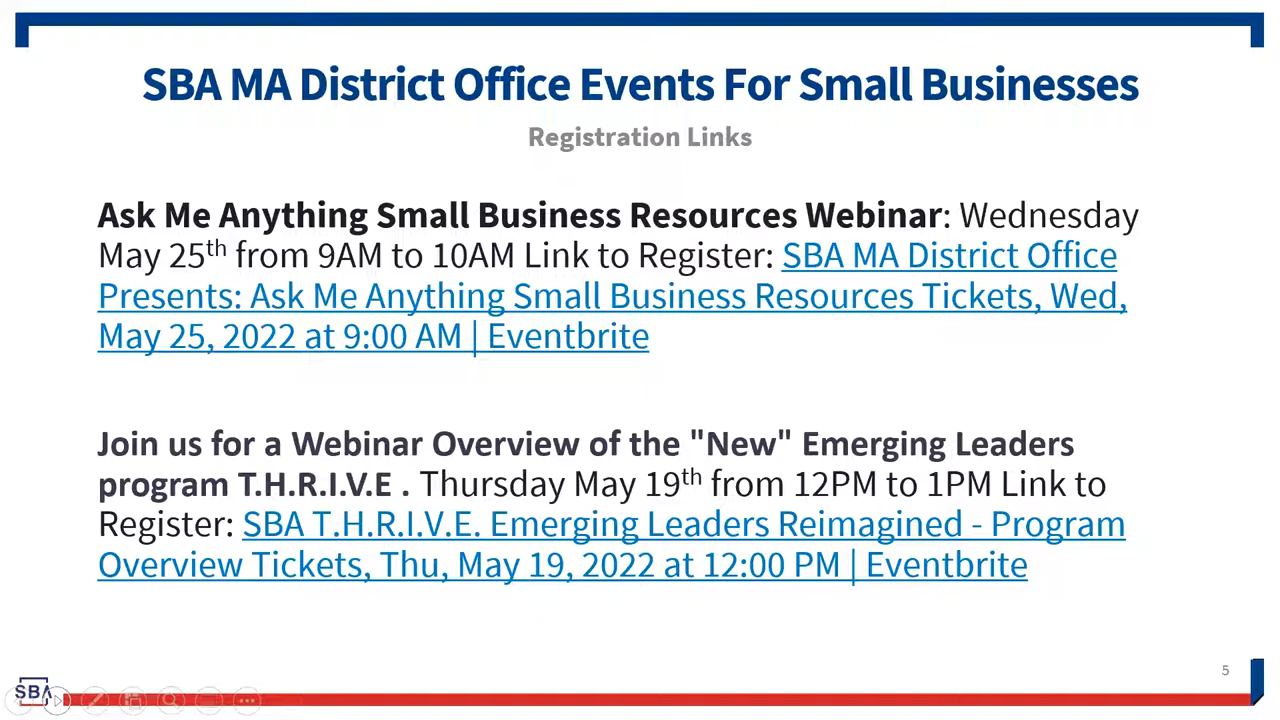 SBA MA District Office Events For Small Businesses
Registration Links
Ask Me Anything Small Business Resources Webinar: Wednesday
May 25th from 9AM to 10AM Link to Register: SBA MA District Office
Presents: Ask Me Anything Small Business Resources Tickets, Wed,
May 25, 2022 at 9:00 AM | Eventbrite
Join us for a Webinar Overview of the "New" Emerging Leaders
program T.H.R.I.V.E . Thursday May 19th from 12PM to 1PM Link to
Register: SBA T.H.R.I.V.E. Emerging Leaders Reimagined - Program
Overview Tickets, Thu, May 19, 2022 at 12:00 PM | Eventbrite
5
SBA